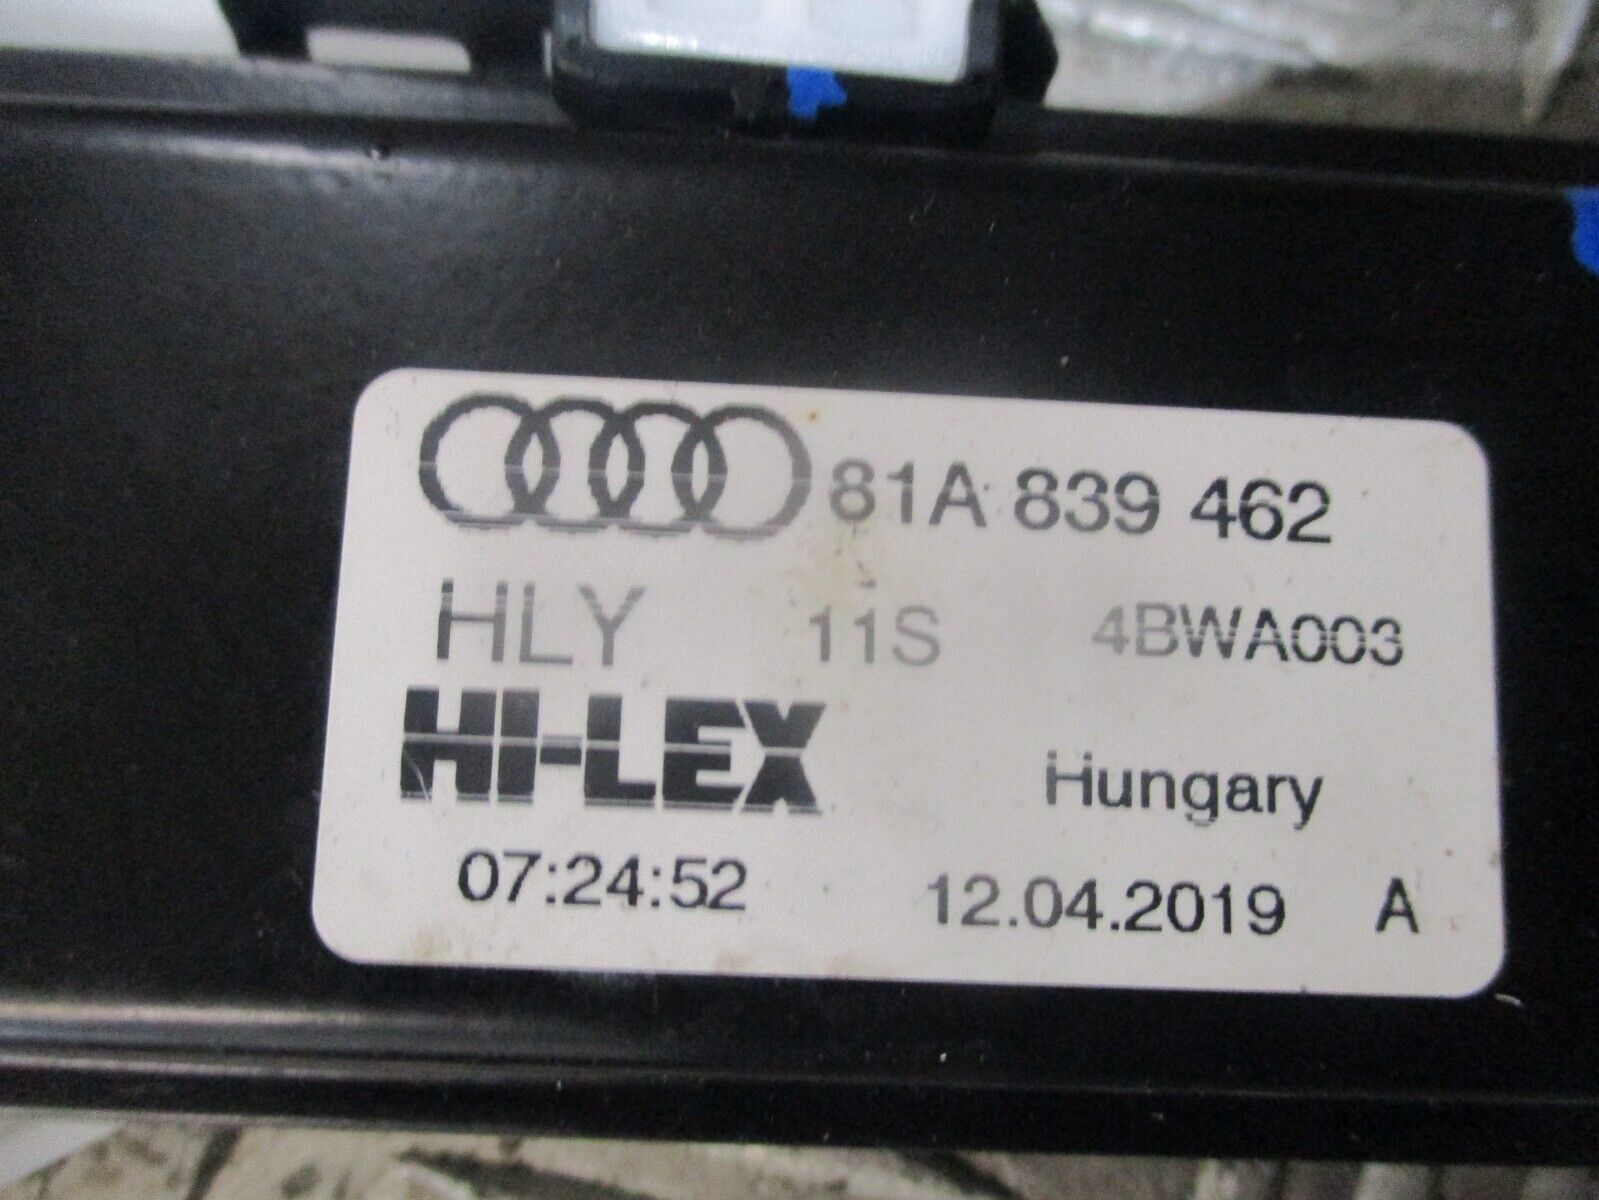 81A 839 462
HLY 11S 4BWA003
HI-LEX Hungary
07:24:52 12.04.2019 A